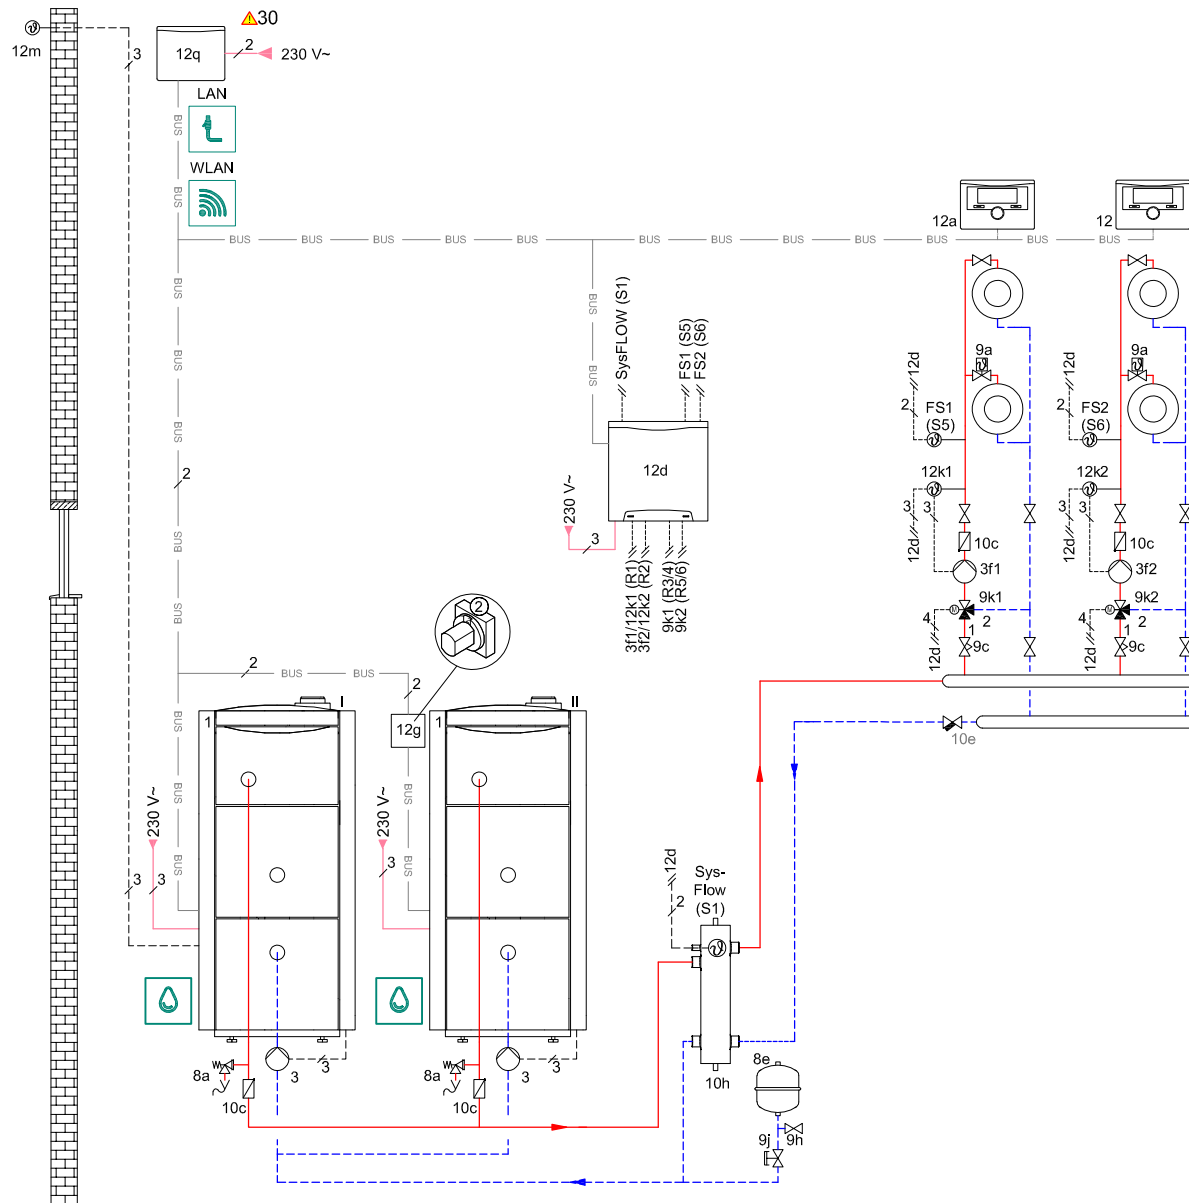 30
12m
3
12q
2
230 V~
LAN
BUS
WLAN
BUS
12a
12
BUS BUS BUS BUS BUS BUS BUS BUS BUS BUS BUS BUS
BUS
BUS
SysFLOW (S1)
FS1 (S5)
FS2 (S6)
9a
9a
12d
12d
2
FS1
(S5)
2
FS2
(S6)
BUS
BUS
2
12d
12k1
12k2
230 V~
3
3
3
3
3
12d
12d
10c
10c
BUS
3f1
3f2
3f1/12k1 (R1)
3f2/12k2 (R2)
9k1 (R3/4)
9k2 (R5/6)
9k1
9k2
2
4
1
2
4
1
2
12d
9c
12d
9c
BUS
2
BUS BUS
2
I
II
1
12g
1
10e
BUS
230 V~
230 V~
BUS
BUS
3
3
3
12d
2
Sys-
Flow
(S1)
8a
3
3
8a
3
3
10h
8e
10c
10c
9j
9h